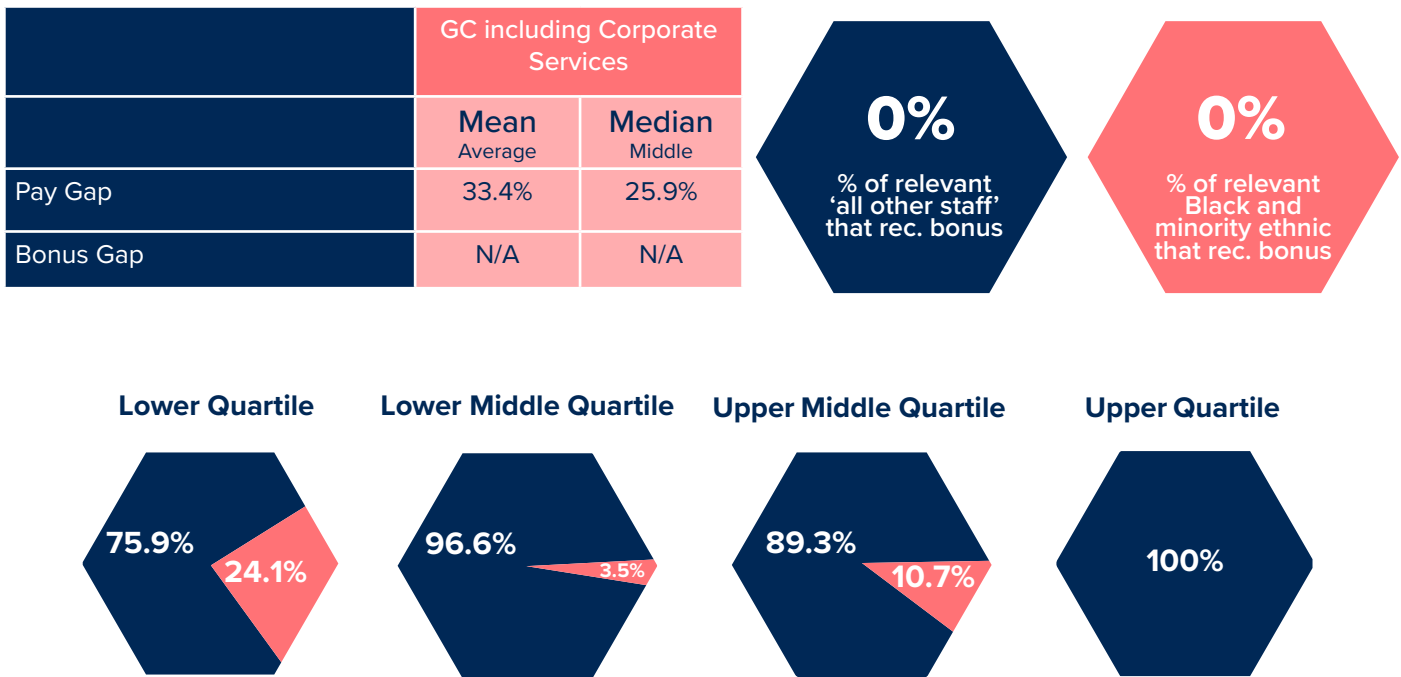 GC including Corporate
Services
Mean
Average
Median
Middle
Pay Gap
33.4%
25.9%
Bonus Gap
N/A
N/A
0%
% of relevant
‘all other staff’
that rec. bonus
0%
% of relevant
Black and
minority ethnic
that rec. bonus
Lower Quartile
Lower Middle Quartile
Upper Middle Quartile
Upper Quartile
75.9%
24.1%
96.6%
3.5%
89.3%
10.7%
100%